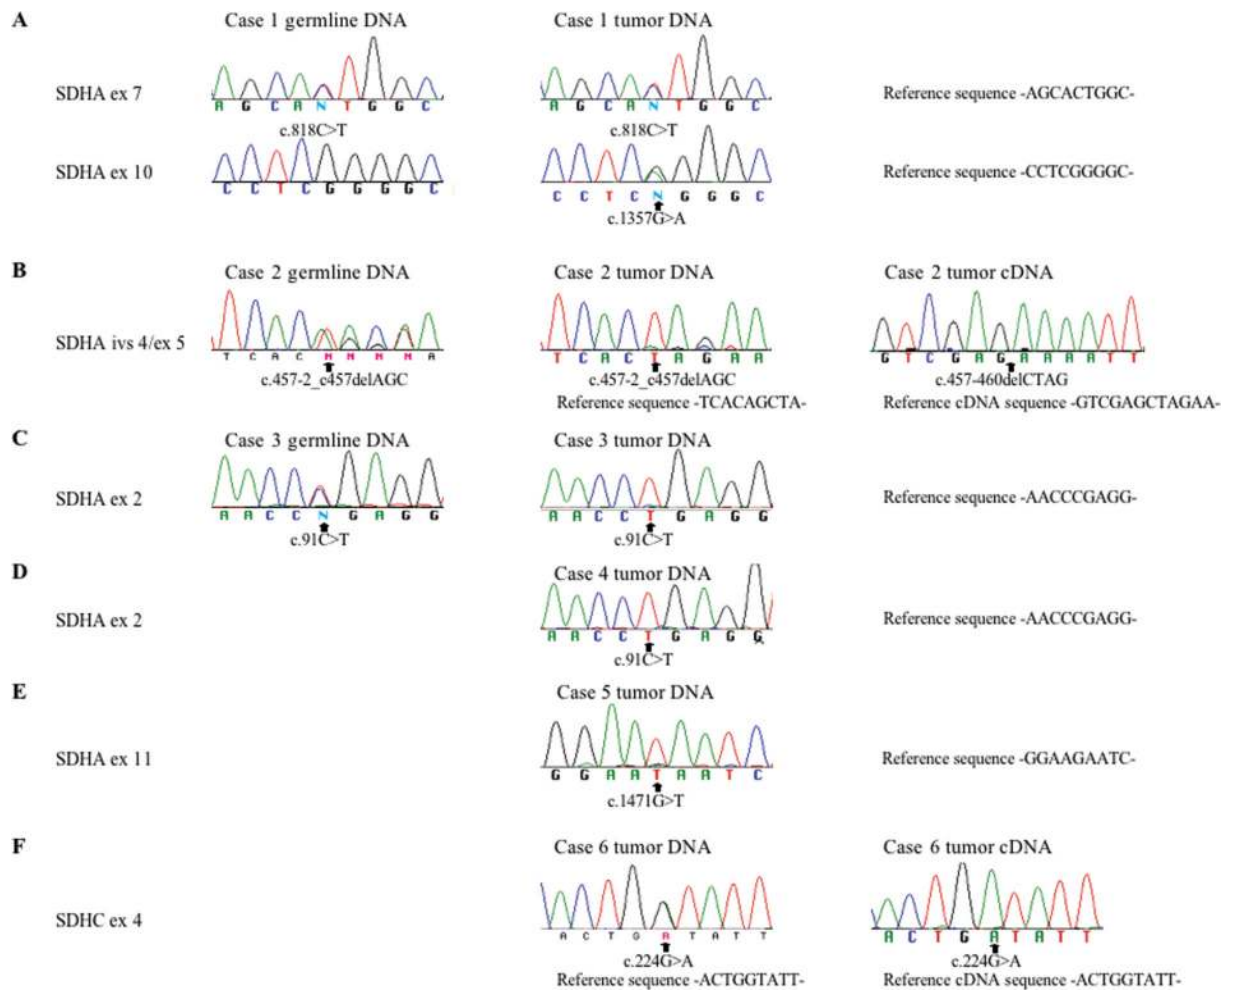 A
Case 1 germline DNA
Case 1 tumor DNA
SDHA ex 7
A G C A N T G G C
A G C A N T G G C
Reference sequence -AGCACTGGC-
c.818C>T
c.818C>T
SDHA ex 10
C C T C G G G G C
C C T C N G G G C
Reference sequence -CCTCGGGGC-
c.1357G>A
B
Case 2 germline DNA
Case 2 tumor DNA
Case 2 tumor cDNA
SDHA ivs 4/ex 5
T C A C N N N N A
T C A C T A G A A
G T C G A G A A A A T T
c.457-2_c457delAGC
c.457-2_c457delAGC
c.457-460delCTAG
Reference sequence -TCACAGCTA-
Reference cDNA sequence -GTCGAGCTAGAA-
C
Case 3 germline DNA
Case 3 tumor DNA
SDHA ex 2
A A C C N G A G G
A A C C T G A G G
Reference sequence -AACCCGAGG-
c.91C>T
c.91C>T
D
Case 4 tumor DNA
SDHA ex 2
A A C C T G A G G
Reference sequence -AACCCGAGG-
c.91C>T
E
Case 5 tumor DNA
SDHA ex 11
G G A A T A A T C
Reference sequence -GGAAGAATC-
c.1471G>T
F
Case 6 tumor DNA
Case 6 tumor cDNA
SDHC ex 4
A C T G A T A T T
A C T G A T A T T
c.224G>A
c.224G>A
Reference sequence -ACTGGTATT-
Reference cDNA sequence -ACTGGTATT-